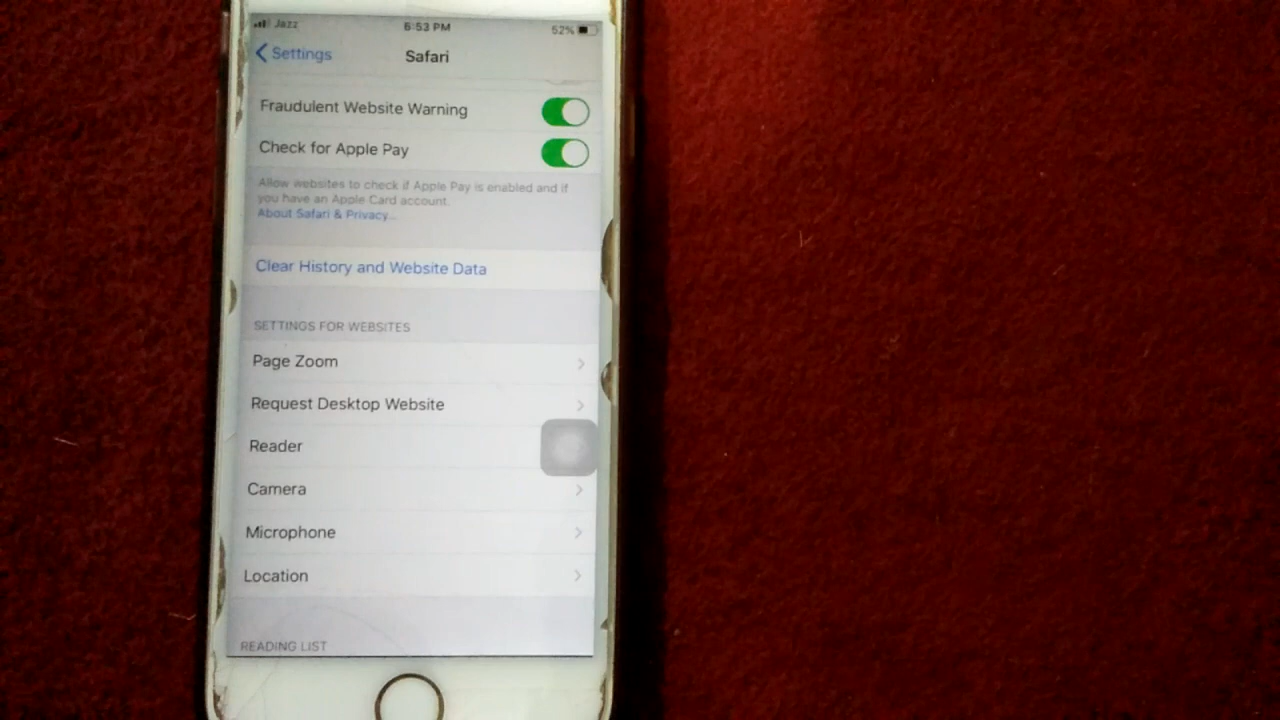 Jazz
6:53 PM
52%
Settings
Safari
Fraudulent Website Warning
Check for Apple Pay
Allow websites to check if Apple Pay is enabled and if
you have an Apple Card account.
About Safari & Privacy...
Clear History and Website Data
SETTINGS FOR WEBSITES
Page Zoom
Request Desktop Website
Reader
Camera
Microphone
Location
READING LIST